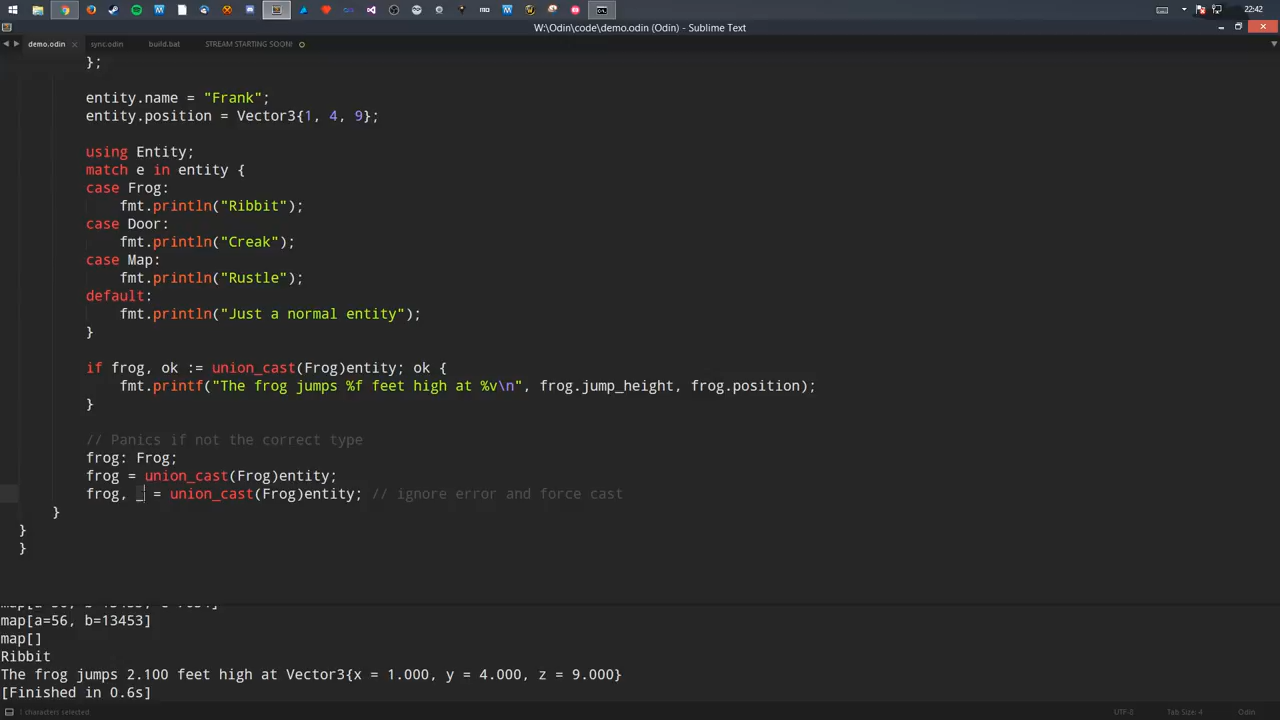 22:42
W:\Odin\code\demo.odin (Odin) - Sublime Text
demo.odin
sync.odin
build.bat
STREAM STARTING SOON!
};
entity.name = "Frank";
entity.position = Vector3{1, 4, 9};
using Entity;
match e in entity {
case Frog:
fmt.println("Ribbit");
case Door:
fmt.println("Creak");
case Map:
fmt.println("Rustle");
default:
fmt.println("Just a normal entity");
}
if frog, ok := union_cast(Frog)entity; ok {
fmt.printf("The frog jumps %f feet high at %v\n", frog.jump_height, frog.position);
}
// Panics if not the correct type
frog: Frog;
frog = union_cast(Frog)entity;
frog, _ = union_cast(Frog)entity; // ignore error and force cast
}
}
}
map[a=56, b=13453]
map[]
Ribbit
The frog jumps 2.100 feet high at Vector3{x = 1.000, y = 4.000, z = 9.000}
[Finished in 0.6s]
1 characters selected
UTF-8
Tab Size: 4
Odin